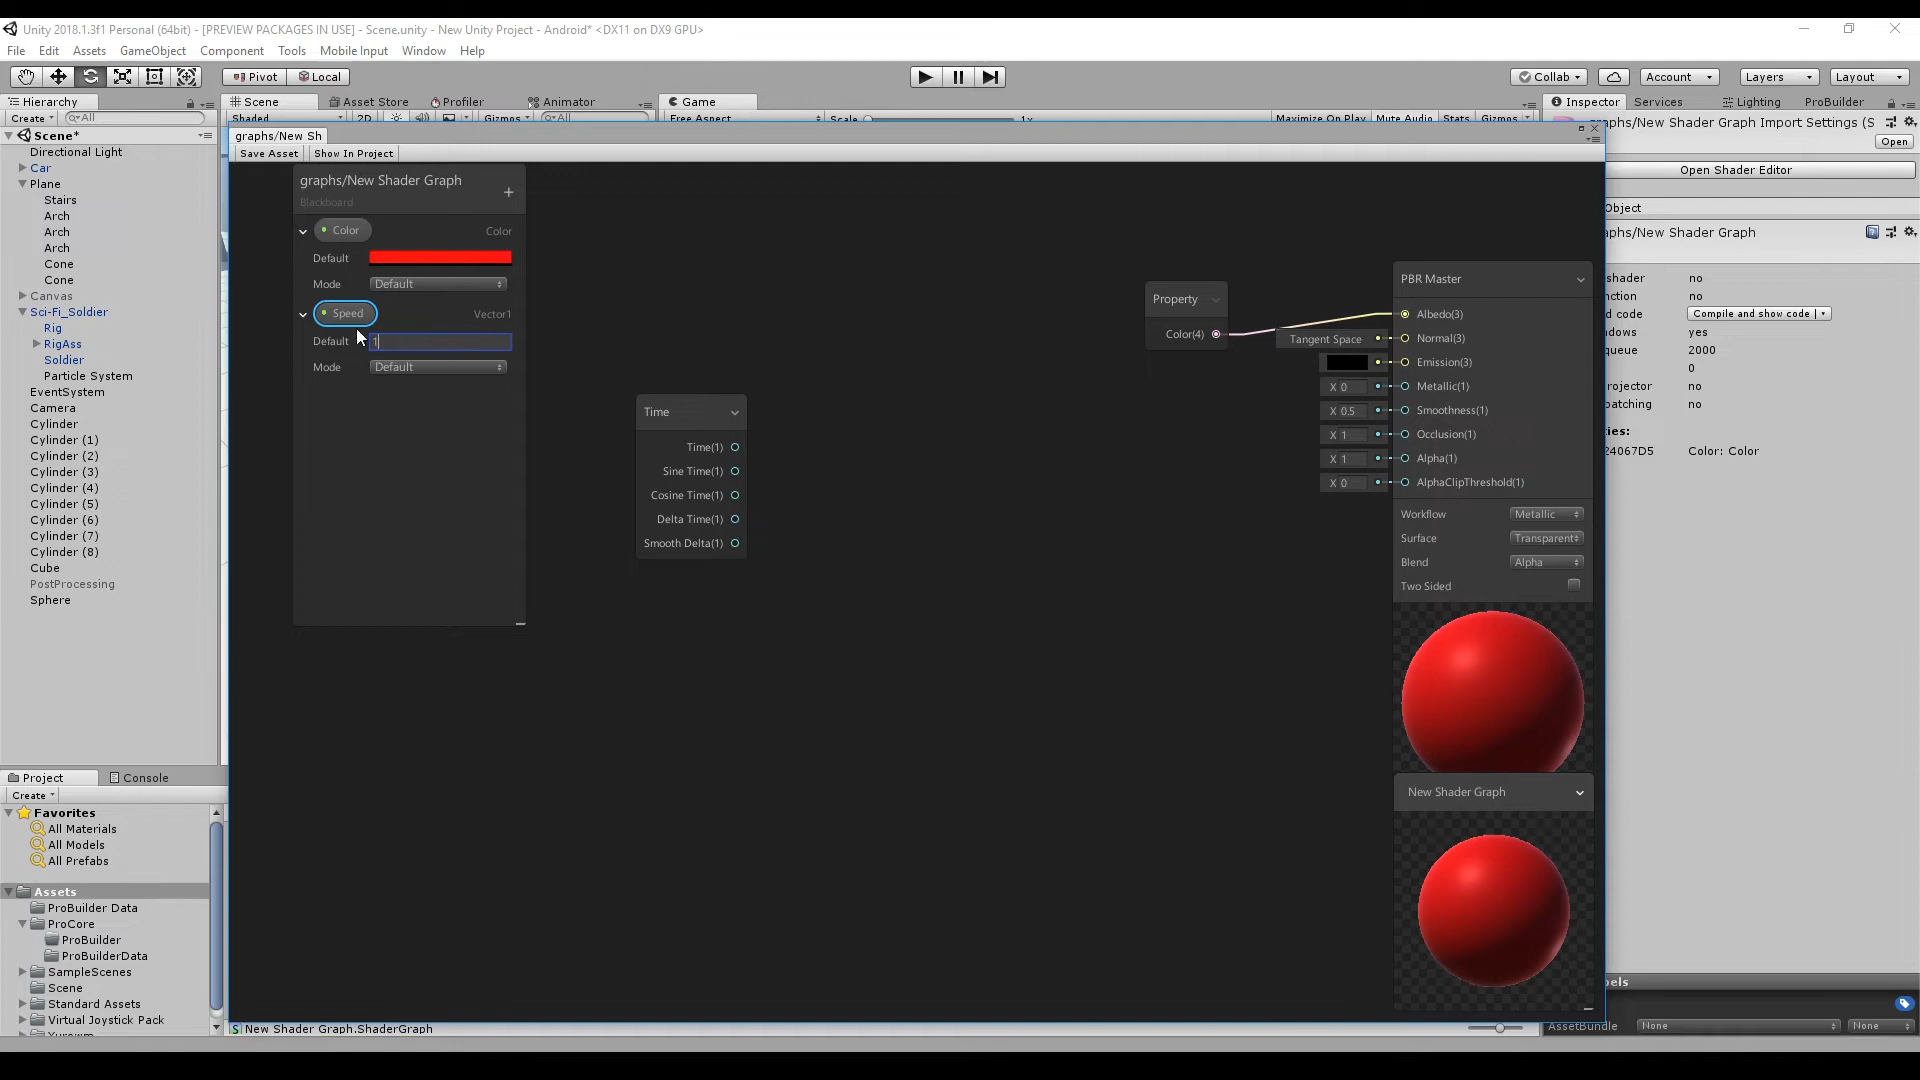 Unity 2018.1.3f1 Personal (64bit) - [PREVIEW PACKAGES IN USE] - Scene.unity - New Unity Project - Android* <DX11 on DX9 GPU>
File Edit Assets GameObject Component Tools Mobile Input Window Help
Pivot Local Collab Account Layers Layout
Hierarchy Scene Asset Store Profiler Animator Game Inspector Services Lighting ProBuilder
Create All Shaded 2D Gizmos All Free Aspect Scale 1x Maximize On Play Mute Audio Stats Gizmos
graphs/New Shader Graph Import Settings (S
Open
Scene*
Directional Light
Car
Plane
Stairs
Arch
Arch
Arch
Cone
Cone
Canvas
Sci-Fi_Soldier
Rig
RigAss
Soldier
Particle System
EventSystem
Camera
Cylinder
Cylinder (1)
Cylinder (2)
Cylinder (3)
Cylinder (4)
Cylinder (5)
Cylinder (6)
Cylinder (7)
Cylinder (8)
Cube
PostProcessing
Sphere
graphs/New Sh
Save Asset Show In Project
graphs/New Shader Graph
Blackboard
Color Color
Default
Mode Default
Speed Vector1
Default 1
Mode Default
Time
Time(1)
Sine Time(1)
Cosine Time(1)
Delta Time(1)
Smooth Delta(1)
Property
Color(4)
PBR Master
Albedo(3)
Tangent Space Normal(3)
Emission(3)
X 0 Metallic(1)
X 0.5 Smoothness(1)
X 1 Occlusion(1)
X 1 Alpha(1)
X 0 AlphaClipThreshold(1)
Workflow Metallic
Surface Transparent
Blend Alpha
Two Sided
New Shader Graph
Open Shader Editor
Object
aphs/New Shader Graph
shader no
nction no
d code Compile and show code
dows yes
queue 2000
0
rojector no
batching no
ies:
24067D5 Color: Color
Project Console
Create
Favorites
All Materials
All Models
All Prefabs
Assets
ProBuilder Data
ProCore
ProBuilder
ProBuilderData
SampleScenes
Scene
Standard Assets
Virtual Joystick Pack
New Shader Graph.ShaderGraph
bels
AssetBundle None None